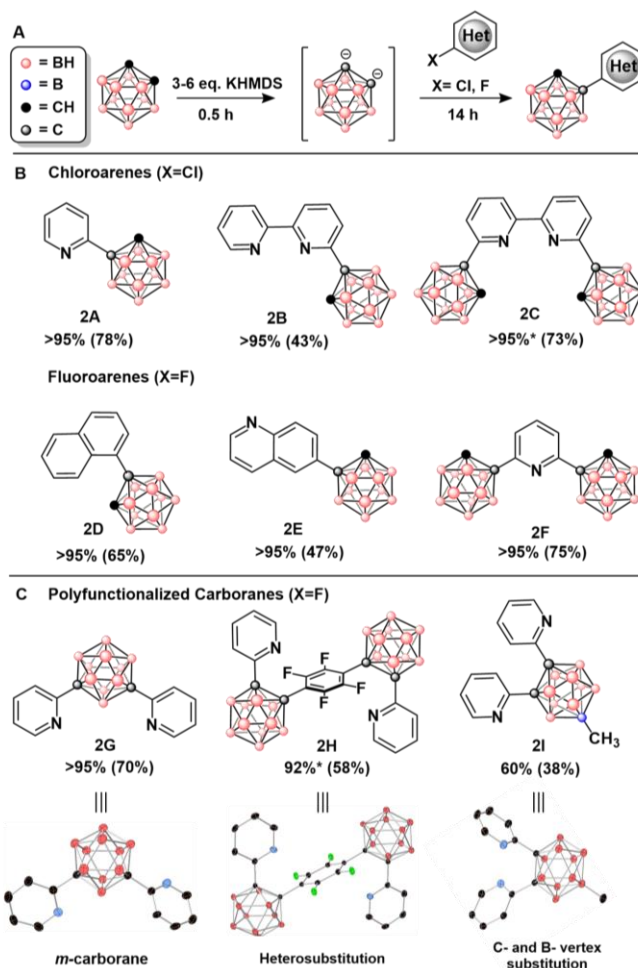 A
= BH
= B
= CH
= C
3-6 eq. KHMDS
0.5 h
⊖
⊖
Het
X
X= Cl, F
14 h
Het
B Chloroarenes (X=Cl)
N
N
N
N
N
2A
2B
2C
>95% (78%)
>95% (43%)
>95%* (73%)
Fluoroarenes (X=F)
N
N
2D
2E
2F
>95% (65%)
>95% (47%)
>95% (75%)
C Polyfunctionalized Carboranes (X=F)
N
N
N
F
F
F
F
N
N
N
CH3
2G
2H
2I
>95% (70%)
92%* (58%)
60% (38%)
m-carborane
Heterosubstitution
C- and B- vertex
substitution